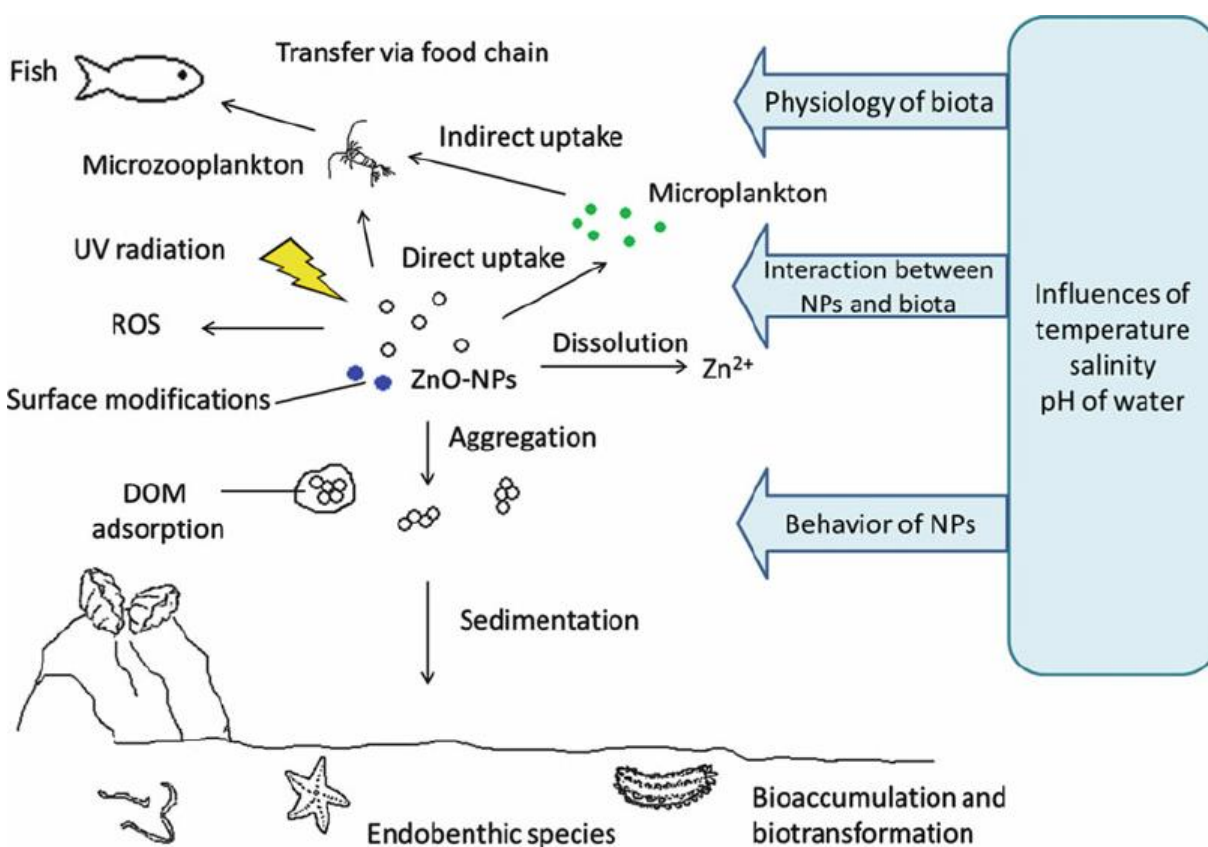 Transfer via food chain
Fish
Physiology of biota
Indirect uptake
Microzooplankton
Microplankton
UV radiation
Direct uptake
Interaction between
NPs and biota
Influences of
temperature
salinity
pH of water
ROS
Dissolution
Zn²⁺
ZnO-NPs
Surface modifications
Aggregation
DOM
adsorption
Behavior of NPs
Sedimentation
Endobenthic species
Bioaccumulation and
biotransformation